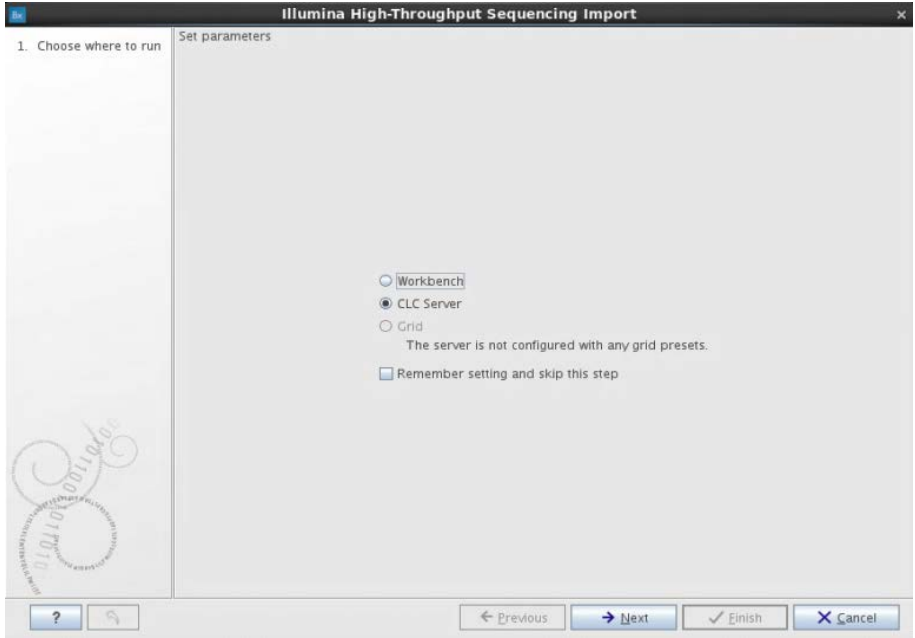 Illumina High-Throughput Sequencing Import
1. Choose where to run
Set parameters
Workbench
CLC Server
Grid
The server is not configured with any grid presets.
Remember setting and skip this step
?
Previous
Next
Finish
Cancel